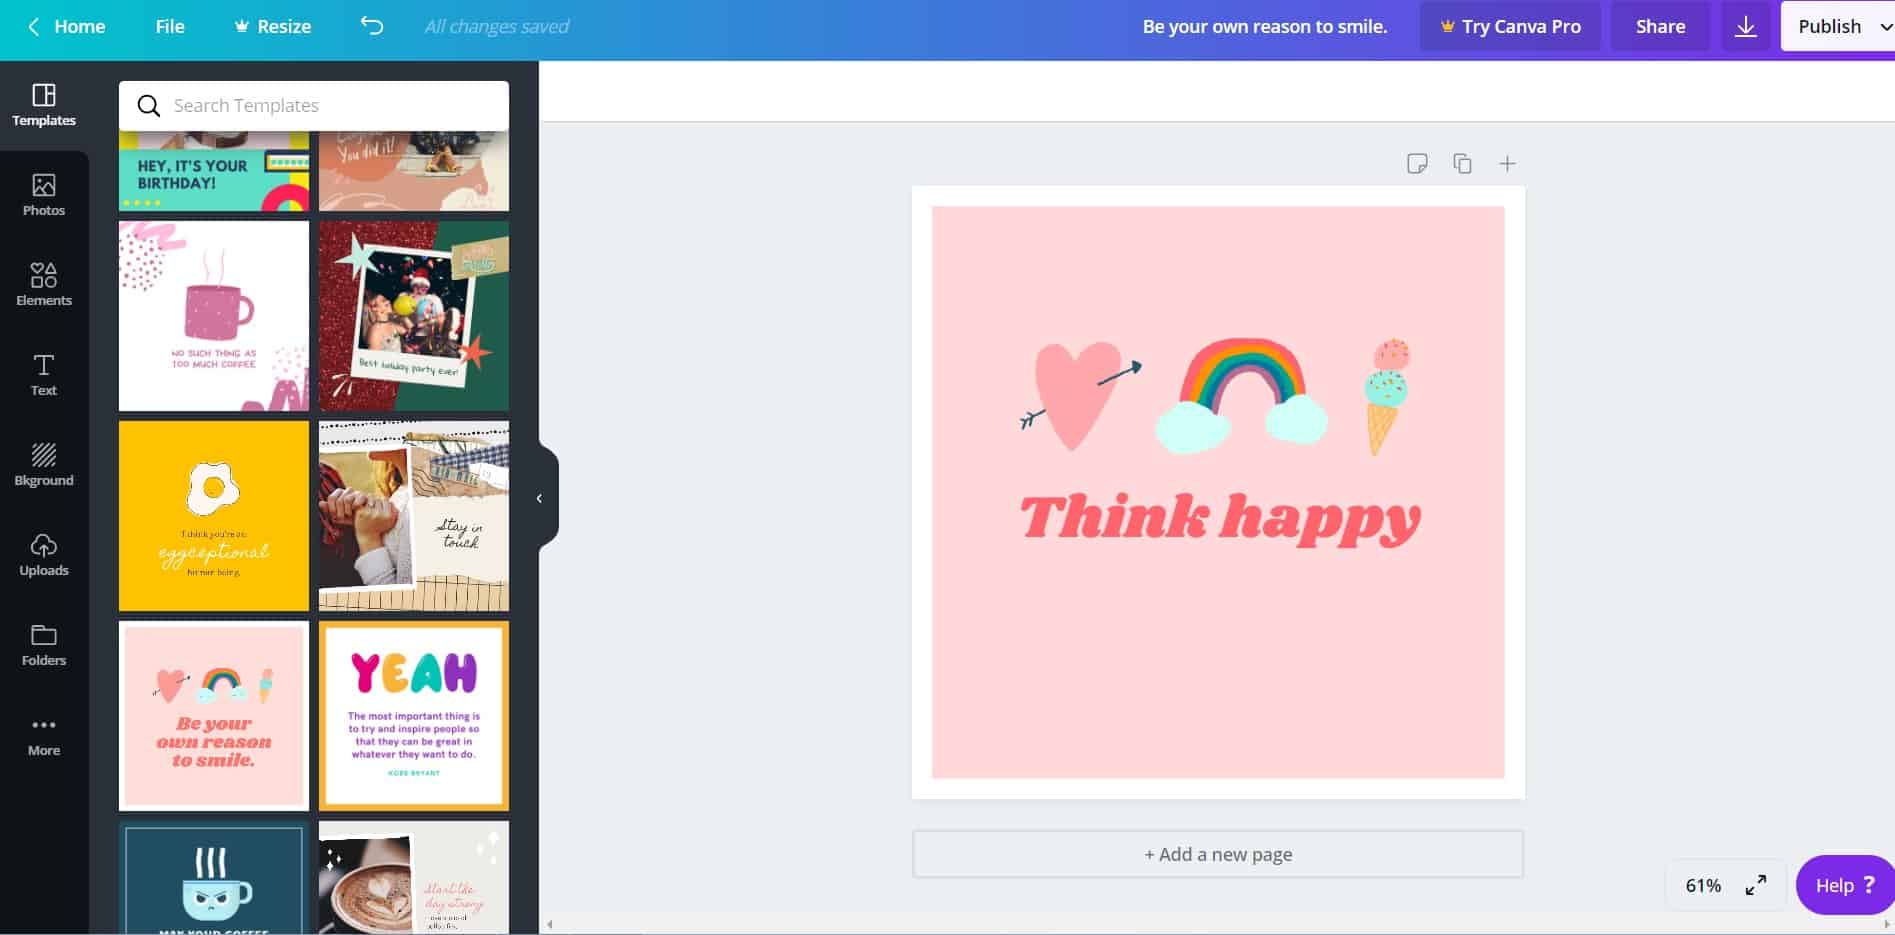 Home
File
Resize
All changes saved
Be your own reason to smile.
Try Canva Pro
Share
Publish
Templates
Photos
Elements
Text
Bkground
Uploads
Folders
More
Search Templates
HEY, IT'S YOUR
BIRTHDAY!
You did it!
NO SUCH THING AS
TOO MUCH COFFEE
Best holiday party ever!
I think you're an
eggceptional
human being.
Stay in
touch
Be your
own reason
to smile.
YEAH
The most important thing is
to try and inspire people so
that they can be great in
whatever they want to do.
-KOBE BRYANT
MAY YOUR COFFEE
Start the
day strong
Think happy
+ Add a new page
61%
Help ?